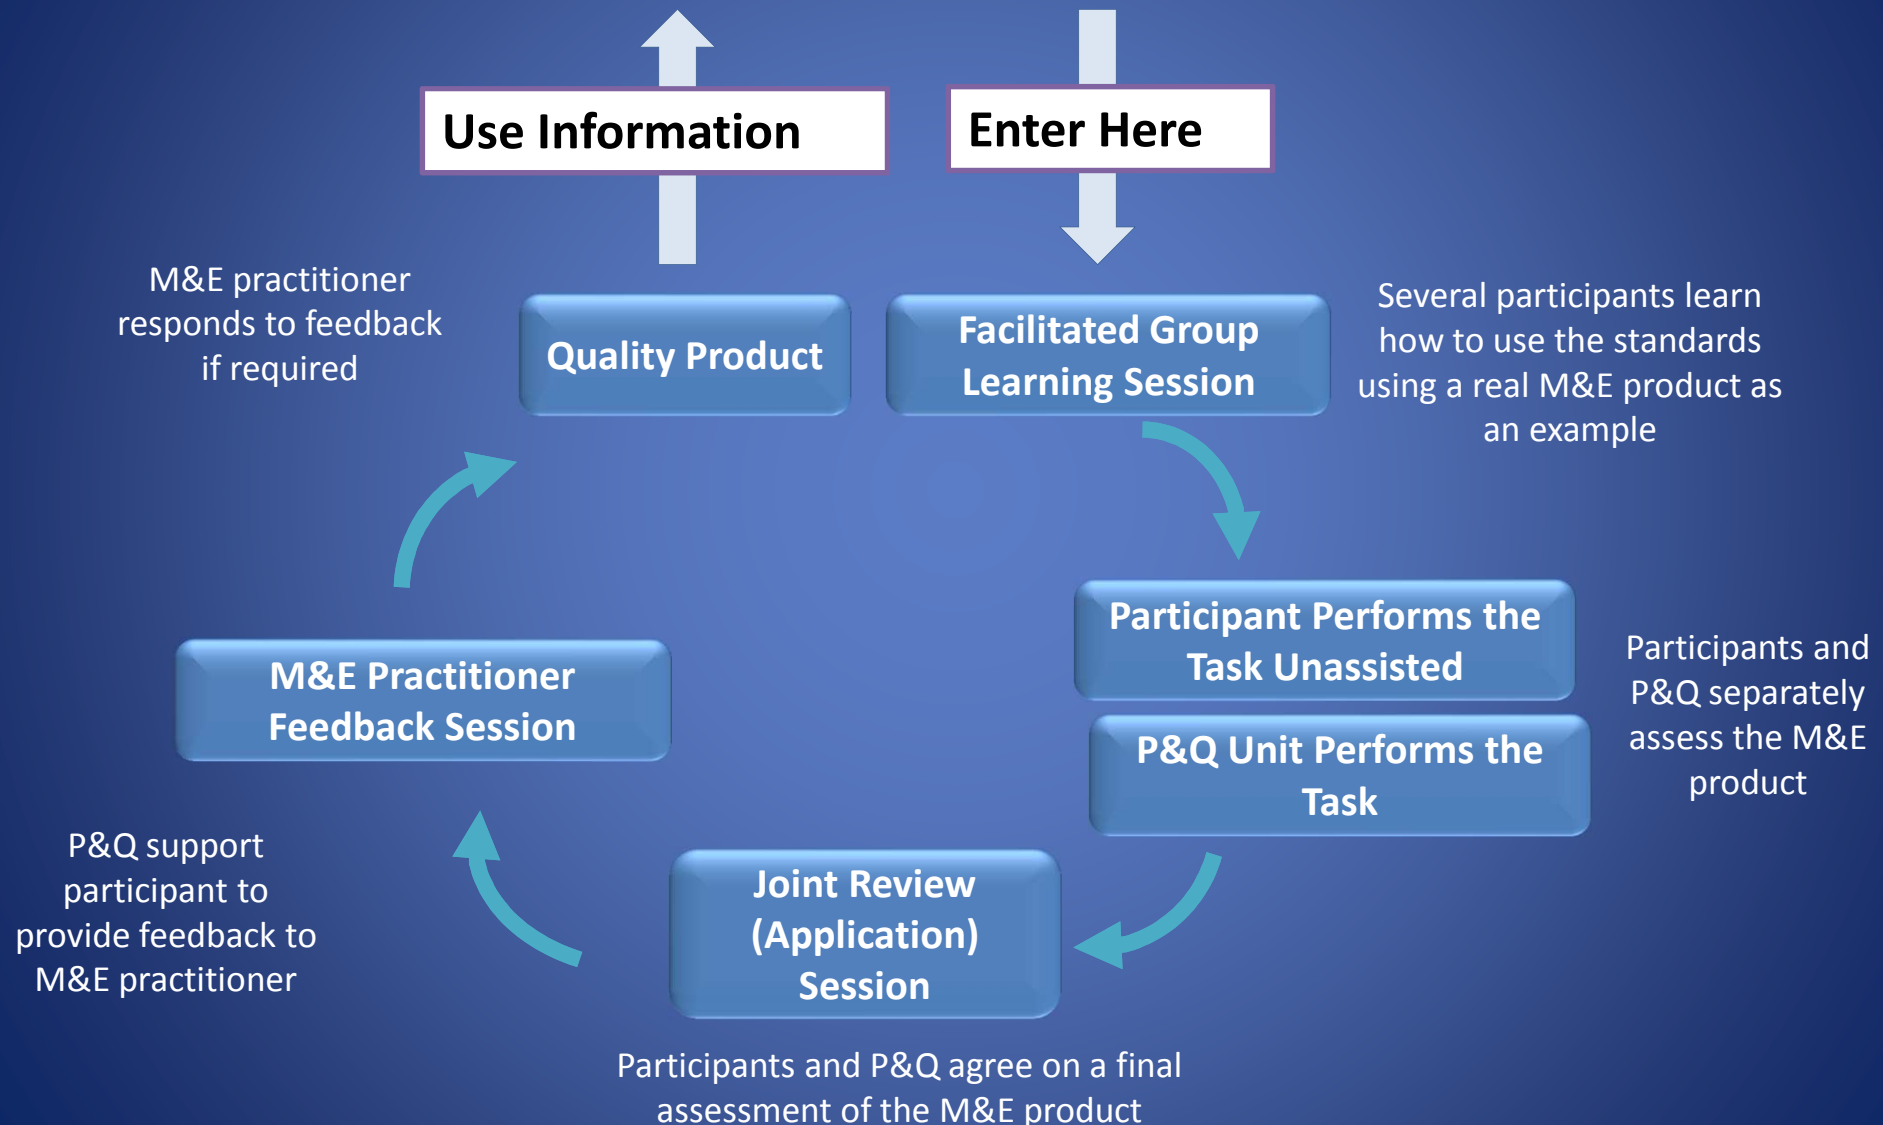 Use Information
Enter Here
M&E practitioner
responds to feedback
if required
Quality Product
Facilitated Group
Learning Session
Several participants learn
how to use the standards
using a real M&E product as
an example
Participant Performs the
Task Unassisted
P&Q Unit Performs the
Task
Participants and
P&Q separately
assess the M&E
product
M&E Practitioner
Feedback Session
Joint Review
(Application)
Session
P&Q support
participant to
provide feedback to
M&E practitioner
Participants and P&Q agree on a final
assessment of the M&E product